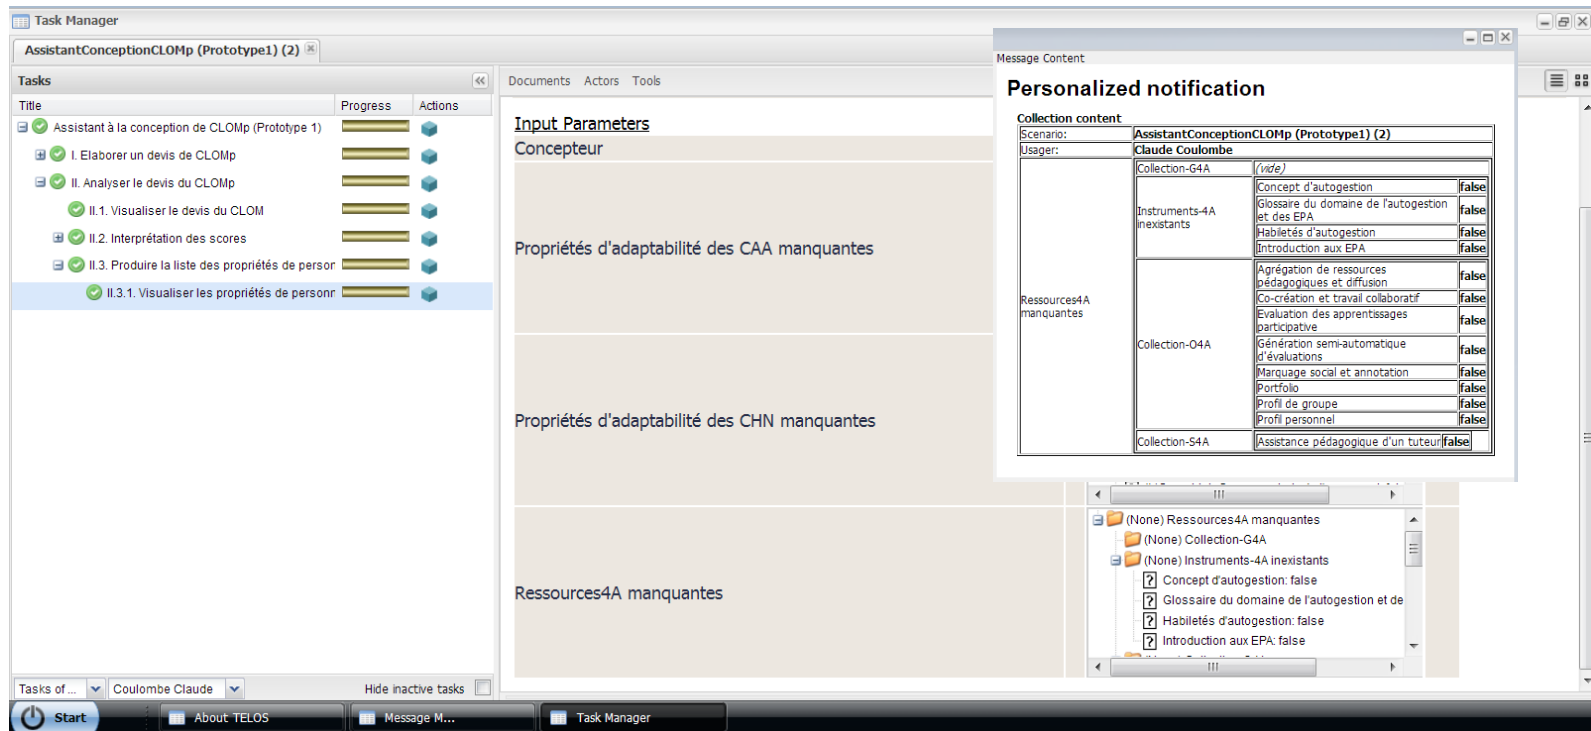 Task Manager
AssistantConceptionCLOMp (Prototype1) (2)
Tasks
Title Progress Actions
Assistant à la conception de CLOMp (Prototype 1)
I. Elaborer un devis de CLOMp
II. Analyser le devis du CLOMp
II.1. Visualiser le devis du CLOM
II.2. Interprétation des scores
II.3. Produire la liste des propriétés de person
II.3.1. Visualiser les propriétés de personr
Tasks of ... Coulombe Claude Hide inactive tasks
Documents Actors Tools
Input Parameters
Concepteur
Propriétés d'adaptabilité des CAA manquantes
Propriétés d'adaptabilité des CHN manquantes
Ressources4A manquantes
(None) Ressources4A manquantes
(None) Collection-G4A
(None) Instruments-4A inexistants
Concept d'autogestion: false
Glossaire du domaine de l'autogestion et de
Habiletés d'autogestion: false
Introduction aux EPA: false
Message Content
Personalized notification
Collection content
Scenario: AssistantConceptionCLOMp (Prototype1) (2)
Usager: Claude Coulombe
Ressources4A
manquantes
Collection-G4A (vide)
Instruments-4A
inexistants
Concept d'autogestion false
Glossaire du domaine de l'autogestion
et des EPA false
Habiletés d'autogestion false
Introduction aux EPA false
Collection-O4A
Agrégation de ressources
pédagogiques et diffusion false
Co-création et travail collaboratif false
Evaluation des apprentissages
participative false
Génération semi-automatique
d'évaluations false
Marquage social et annotation false
Portfolio false
Profil de groupe false
Profil personnel false
Collection-S4A Assistance pédagogique d'un tuteur false
Start About TELOS Message M... Task Manager